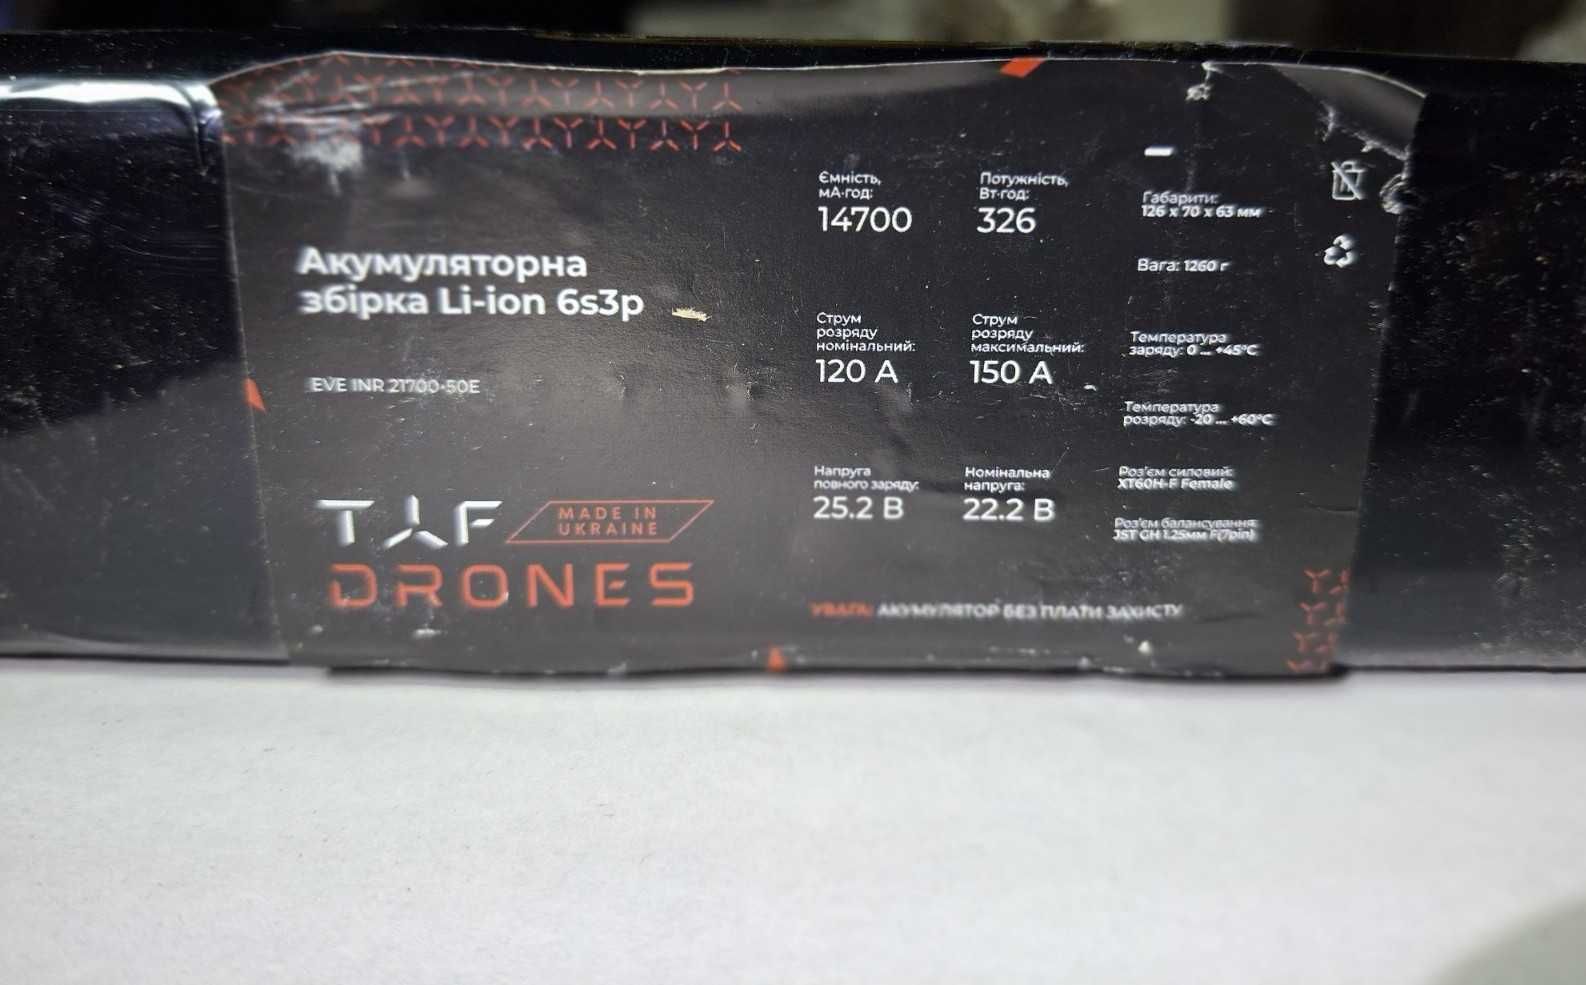 Акумуляторна
збірка Li-ion 6s3p
EVE INR 21700-50E
TAF
MADE IN
UKRAINE
DRONES
Ємність,
мА·год:
14700
Потужність,
Вт·год:
326
Струм
розряду
номінальний:
120 А
Струм
розряду
максимальний:
150 А
Напруга
повного заряду:
25.2 В
Номінальна
напруга:
22.2 В
Габарити:
126 x 70 x 63 мм
Вага: 1260 г
Температура
заряду: 0 ... +45°C
Температура
розряду: -20 ... +60°C
Роз'єм силовий:
XT60H-F Female
Роз'єм балансування:
JST GH 1.25мм F(7pin)
УВАГА! АКУМУЛЯТОР БЕЗ ПЛАТИ ЗАХИСТУ